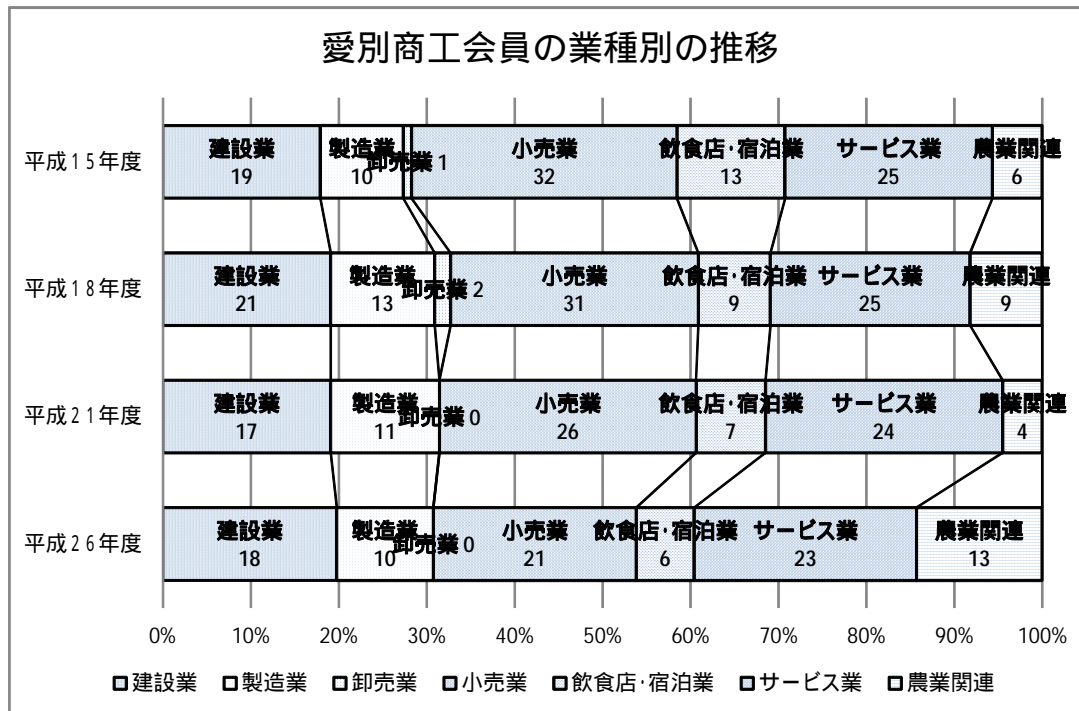 愛別商工会員の業種別の推移
平成15年度
建設業 製造業 卸売業 1 小売業 飲食店・宿泊業 サービス業 農業関連
19 10 32 13 25 6
平成18年度
建設業 製造業 卸売業 2 小売業 飲食店・宿泊業 サービス業 農業関連
21 13 31 9 25 9
平成21年度
建設業 製造業 卸売業 0 小売業 飲食店・宿泊業 サービス業 農業関連
17 11 26 7 24 4
平成26年度
建設業 製造業 卸売業 0 小売業 飲食店・宿泊業 サービス業 農業関連
18 10 21 6 23 13
0% 10% 20% 30% 40% 50% 60% 70% 80% 90% 100%
建設業 製造業 卸売業 小売業 飲食店・宿泊業 サービス業 農業関連